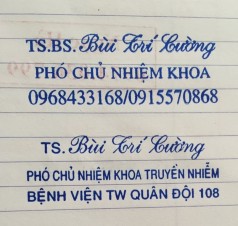 TS.BS. Bùi Trí Cường
PHÓ CHỦ NHIỆM KHOA
0968433168/0915570868
TS. Bùi Trí Cường
PHÓ CHỦ NHIỆM KHOA TRUYỀN NHIỄM
BỆNH VIỆN TW QUÂN ĐỘI 108